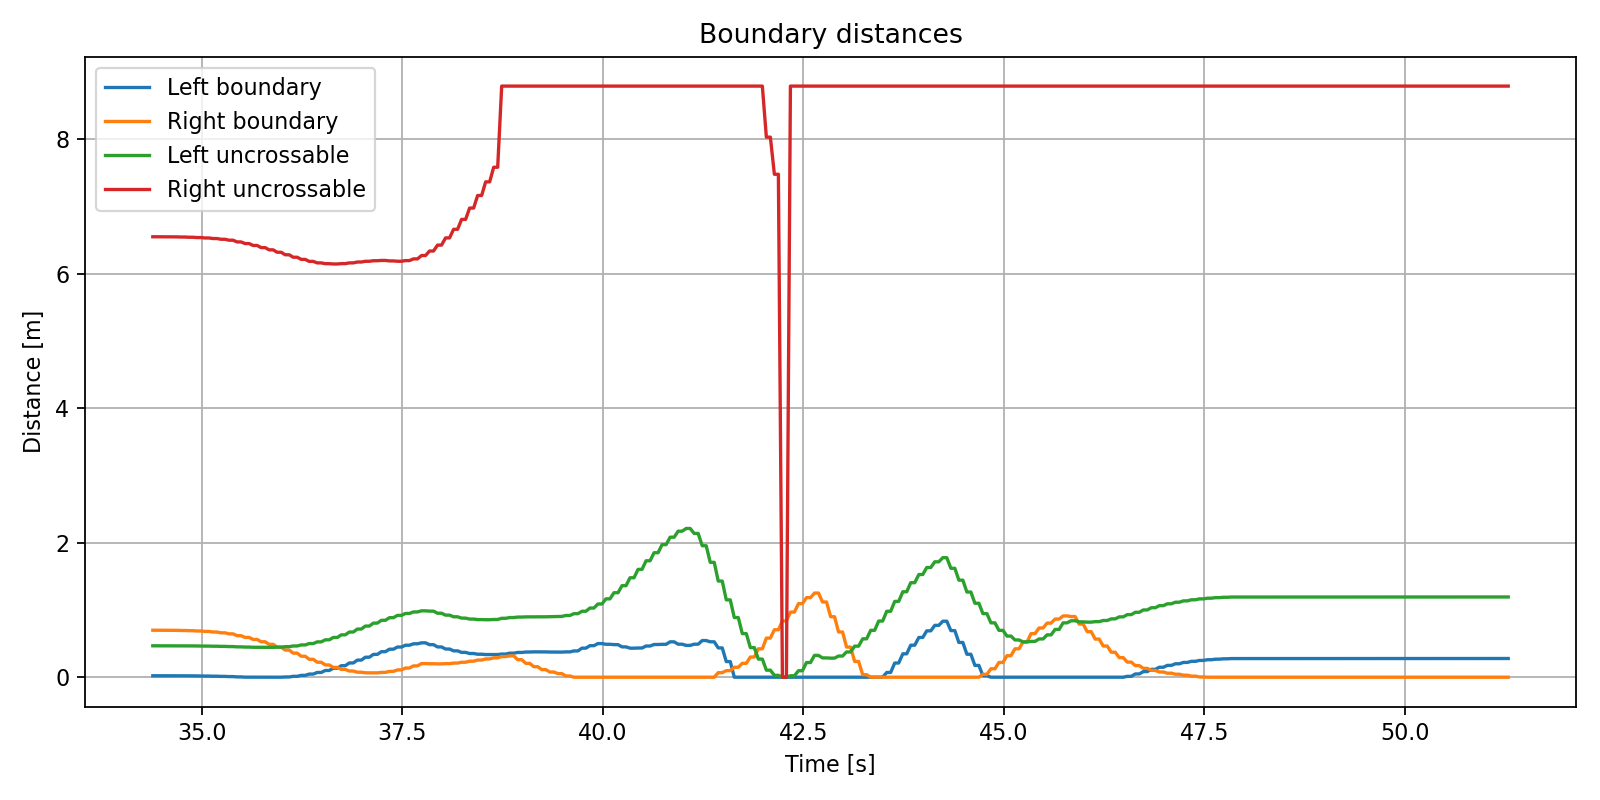 Boundary distances
Left boundary
Right boundary
Left uncrossable
Right uncrossable
8
6
4
2
0
Distance [m]
35.0 37.5 40.0 42.5 45.0 47.5 50.0
Time [s]